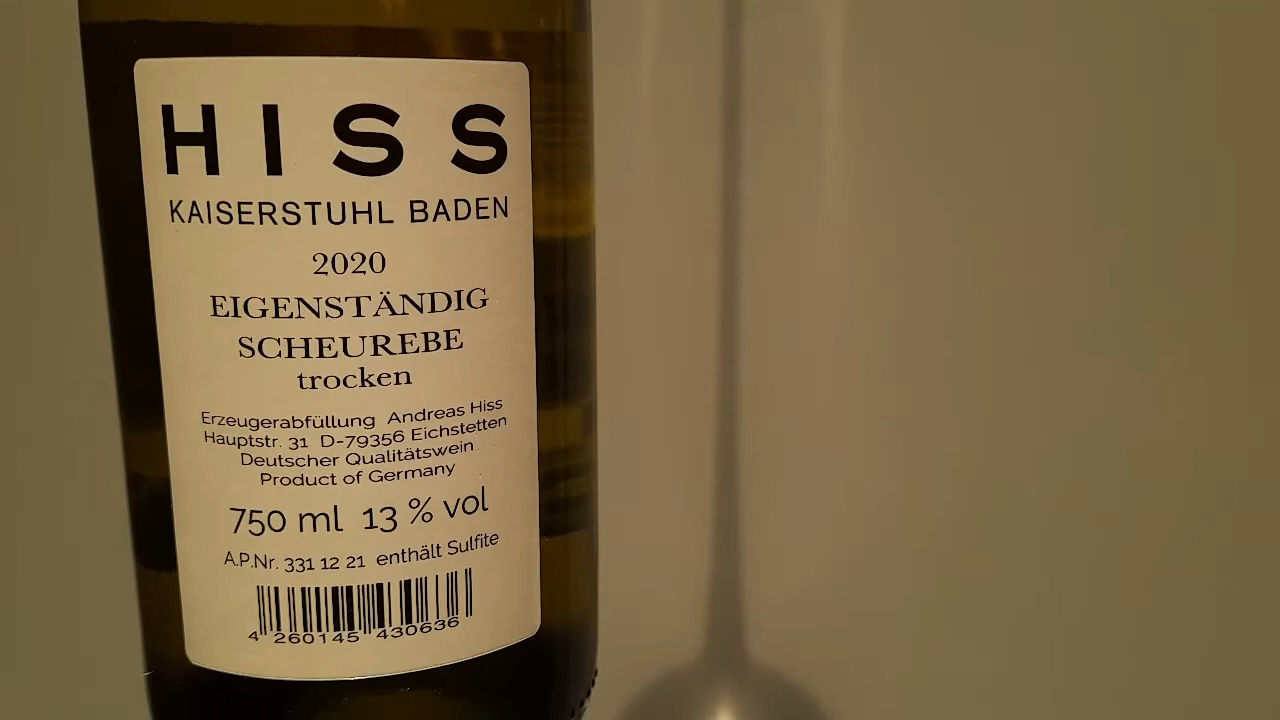 HISS
KAISERSTUHL BADEN
2020
EIGENSTÄNDIG
SCHEUREBE
trocken
Erzeugerabfüllung Andreas Hiss
Hauptstr. 31 D-79356 Eichstetten
Deutscher Qualitätswein
Product of Germany
750 ml 13 % vol
A.P.Nr. 331 12 21 enthält Sulfite
4 260145 430636